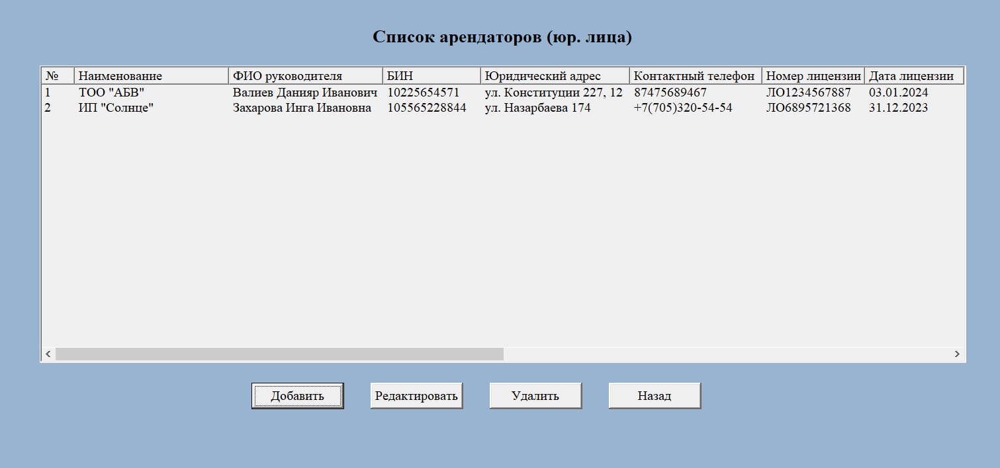 Список арендаторов (юр. лица)
№ Наименование ФИО руководителя БИН Юридический адрес Контактный телефон Номер лицензии Дата лицензии
1 ТОО "АБВ" Валиев Данияр Иванович 10225654571 ул. Конституции 227, 12 87475689467 ЛО1234567887 03.01.2024
2 ИП "Солнце" Захарова Инга Ивановна 105565228844 ул. Назарбаева 174 +7(705)320-54-54 ЛО6895721368 31.12.2023
Добавить Редактировать Удалить Назад